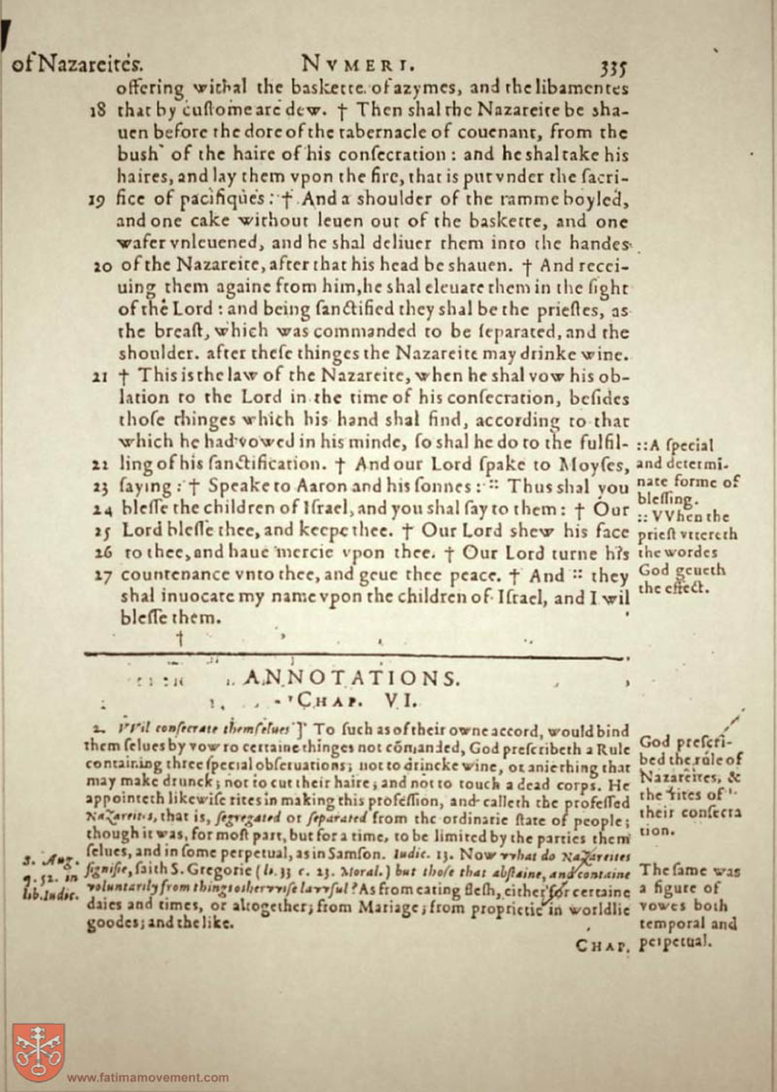 of Nazareites.
NVMERI.
335
offering withal the baskette of azymes, and the libamentes
18 that by custome are dew. † Then shal the Nazareite be sha-
uen before the dore of the tabernacle of couenant, from the
bush of the haire of his consecration : and he shal take his
haires, and lay them vpon the fire, that is put vnder the sacri-
19 fice of pacifiques : † And a shoulder of the ramme boyled,
and one cake without leuen out of the baskette, and one
wafer vnleuened, and he shal deliuer them into the handes
20 of the Nazareite, after that his head be shauen. † And recei-
uing them againe from him, he shal eleuate them in the sight
of the Lord : and being sanctified they shal be the priestes, as
the breast, which was commanded to be separated, and the
shoulder. after these thinges the Nazareite may drinke wine.
21 † This is the law of the Nazareite, when he shal vow his ob-
lation to the Lord in the time of his consecration, besides
those thinges which his hand shal find, according to that
which he had vowed in his minde, so shal he do to the fulfil-
22 ling of his sanctification. † And our Lord spake to Moyses,
23 saying : † Speake to Aaron and his sonnes : :: Thus shal you
24 blesse the children of Israel, and you shal say to them : † Our
25 Lord blesse thee, and keepe thee. † Our Lord shew his face
26 to thee, and haue mercie vpon thee. † Our Lord turne his
27 countenance vnto thee, and geue thee peace. † And :: they
shal inuocate my name vpon the children of Israel, and I wil
blesse them.
†
::A special
and determi-
nate forme of
blessing.
:: VVhen the
priest vttereth
the wordes
God geueth
the effect.
ANNOTATIONS.
CHAP. VI.
2. VVil consecrate themselues ] To such as of their owne accord, would bind
them selues by vow to certaine thinges not cõmanded, God prescribeth a Rule
containing three special obseruations; not to drincke wine, or anie thing that
may make drunck; not to cut their haire; and not to touch a dead corps. He
appointeth likewise rites in making this profession, and calleth the professed
Nazareites, that is, segregated or separated from the ordinarie state of people;
though it was, for most part, but for a time, to be limited by the parties them
selues, and in some perpetual, as in Samson. Iudic. 13. Now vvhat do Nazareites
signifie, saith S. Gregorie (li. 33 c. 23. Moral.) but those that abstaine, and containe
voluntarily from things othervvise lavvful? As from eating flesh, either for certaine
daies and times, or altogether; from Mariage; from proprietie in worldlie
goodes; and the like.
God prescri-
bed the rule of
Nazareites, &
the rites of
their consecra
tion.
S. Aug.
q. 52. in
lib. Iudic.
The same was
a figure of
vowes both
temporal and
perpetual.
CHAP.
www.fatimamovement.com